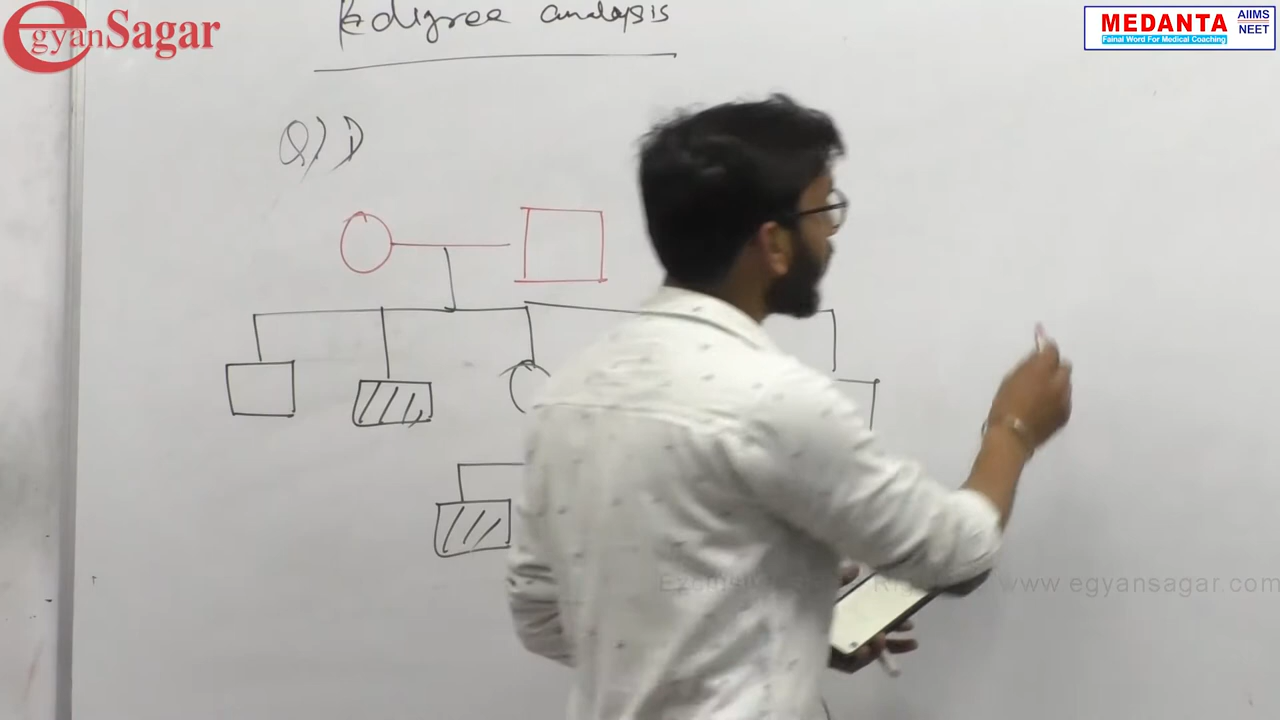 egyanSagar
MEDANTA AIIMS NEET
Fainal Word For Medical Coaching
Pedigree analysis
Q/1)
www egyansagar.com